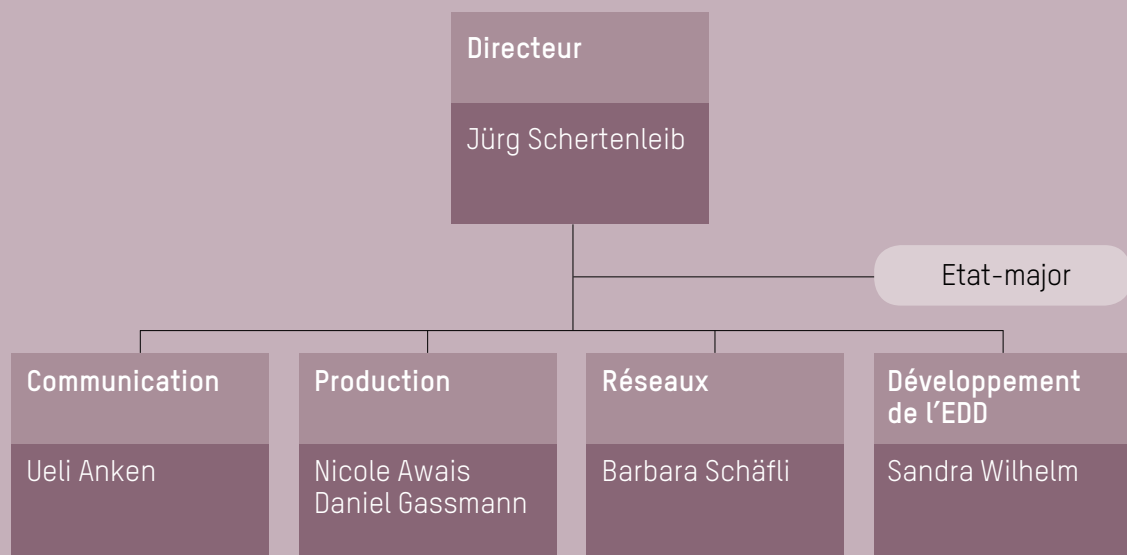 Directeur
Jürg Schertenleib
Etat-major
Communication
Ueli Anken
Production
Nicole Awais
Daniel Gassmann
Réseaux
Barbara Schäfli
Développement
de l’EDD
Sandra Wilhelm